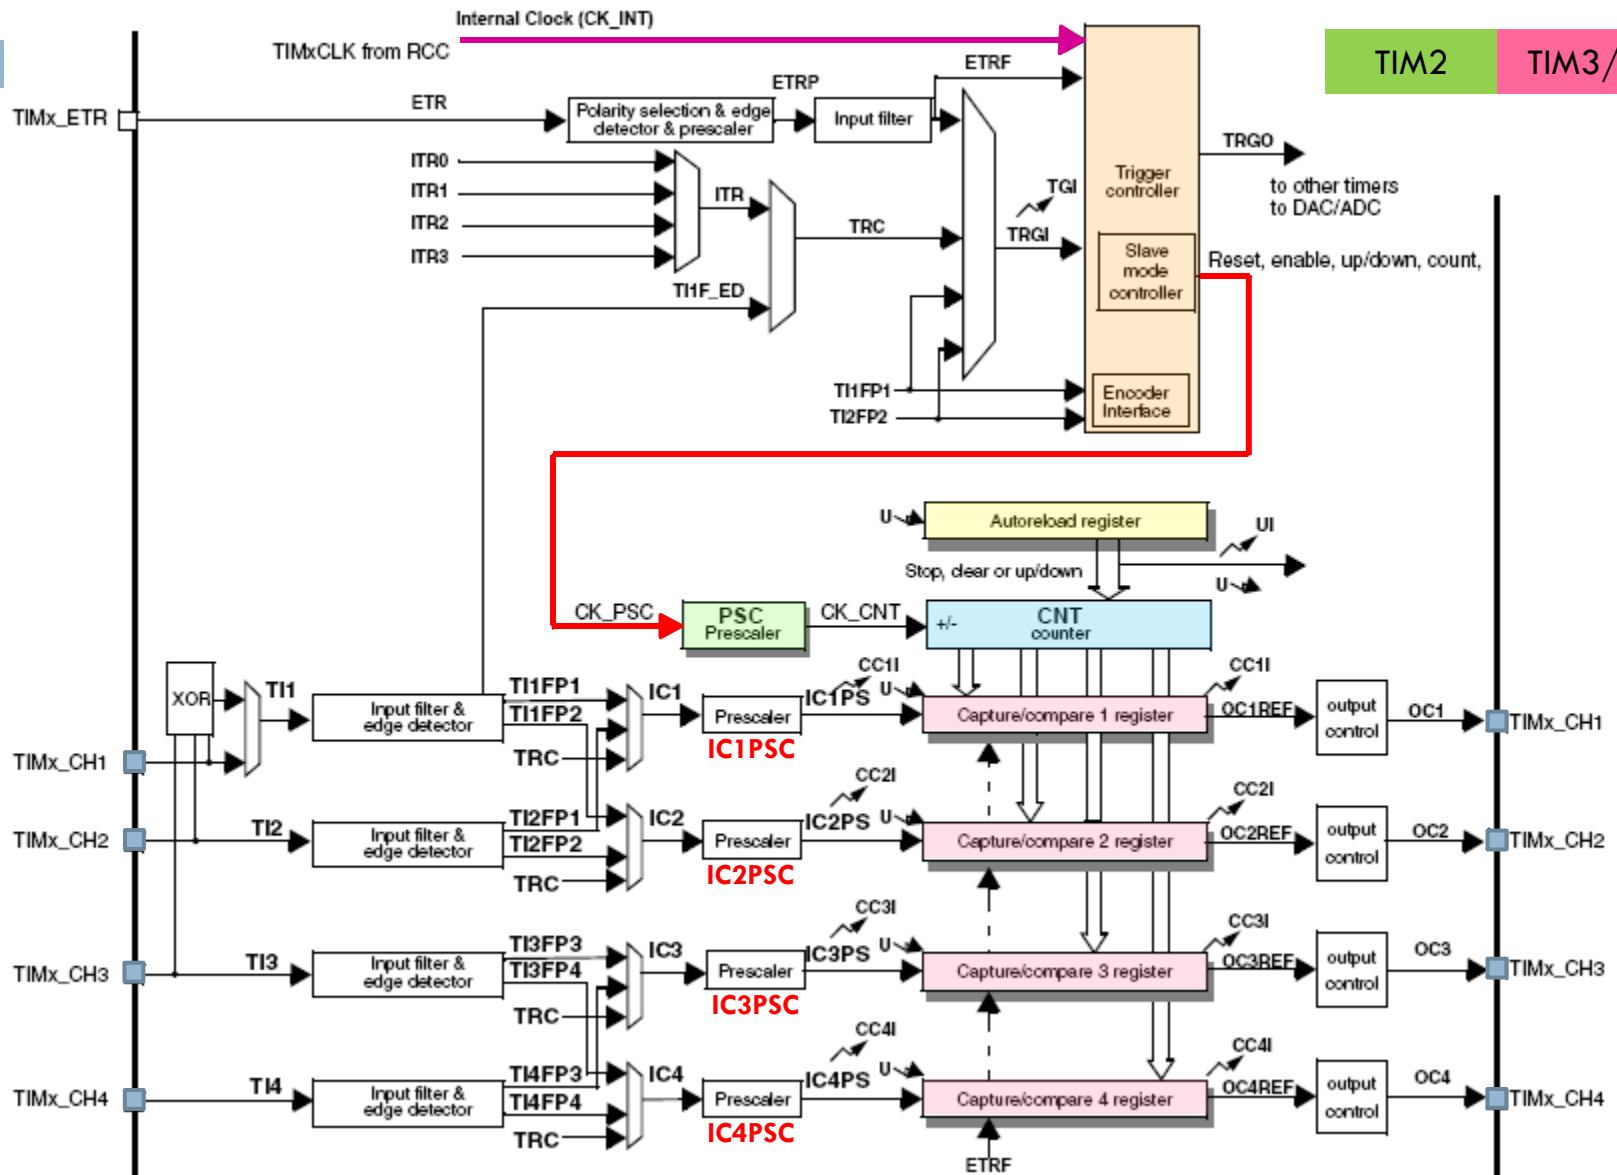 Internal Clock (CK_INT)
TIMxCLK from RCC
TIM2
TIM3/
ETRF
ETRP
ETR
TIMx_ETR
Polarity selection & edge
detector & prescaler
Input filter
TRGO
ITR0
ITR1
ITR2
ITR3
ITR
TRC
TGI
TRGI
Trigger
controller
to other timers
to DAC/ADC
Slave
mode
controller
Reset, enable, up/down, count,
TI1F_ED
TI1FP1
TI2FP2
Encoder
Interface
U
Autoreload register
UI
Stop, clear or up/down
U
CK_PSC
PSC
Prescaler
CK_CNT
+/-
CNT
counter
XOR
TI1
Input filter &
edge detector
TI1FP1
TI1FP2
TRC
IC1
Prescaler
IC1PSC
CC1I
IC1PS
U
Capture/compare 1 register
CC1I
OC1REF
output
control
OC1
TIMx_CH1
TIMx_CH1
TIMx_CH2
TI2
Input filter &
edge detector
TI2FP1
TI2FP2
TRC
IC2
Prescaler
IC2PSC
CC2I
IC2PS
U
Capture/compare 2 register
CC2I
OC2REF
output
control
OC2
TIMx_CH2
TIMx_CH3
TI3
Input filter &
edge detector
TI3FP3
TI3FP4
TRC
IC3
Prescaler
IC3PSC
CC3I
IC3PS
U
Capture/compare 3 register
CC3I
OC3REF
output
control
OC3
TIMx_CH3
TIMx_CH4
TI4
Input filter &
edge detector
TI4FP3
TI4FP4
TRC
IC4
Prescaler
IC4PSC
CC4I
IC4PS
U
Capture/compare 4 register
CC4I
OC4REF
output
control
OC4
TIMx_CH4
ETRF